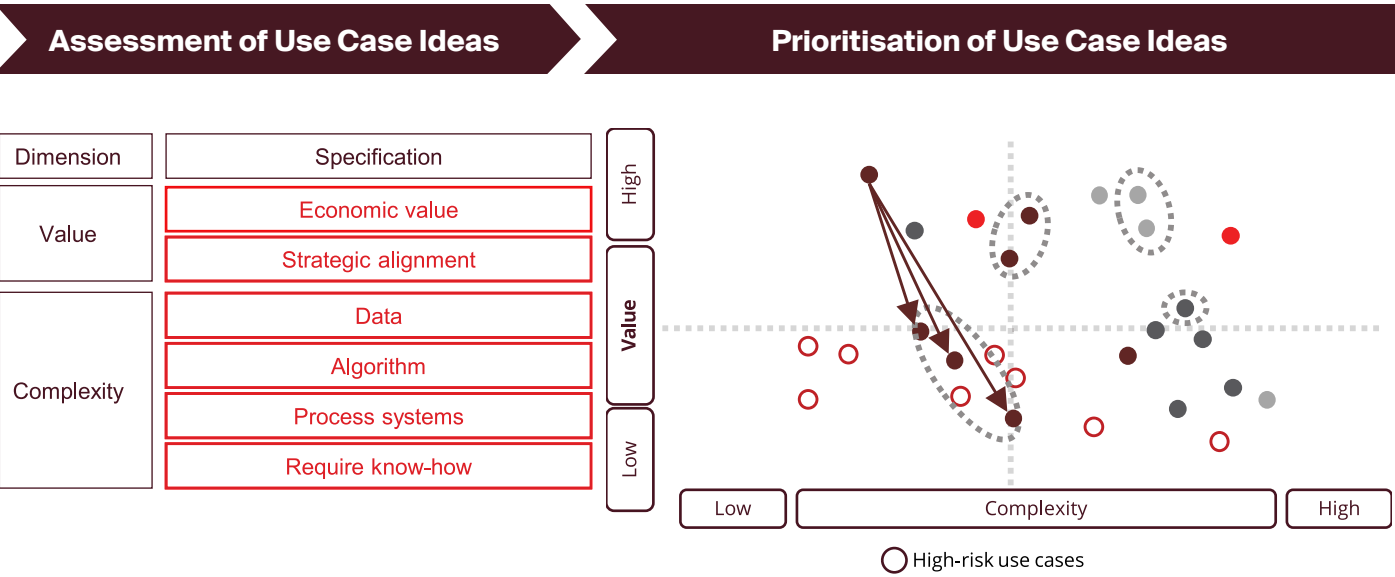 Assessment of Use Case Ideas
Prioritisation of Use Case Ideas
Dimension
Specification
Value
Economic value
Strategic alignment
Complexity
Data
Algorithm
Process systems
Require know-how
High
Value
Low
Low
Complexity
High
High-risk use cases